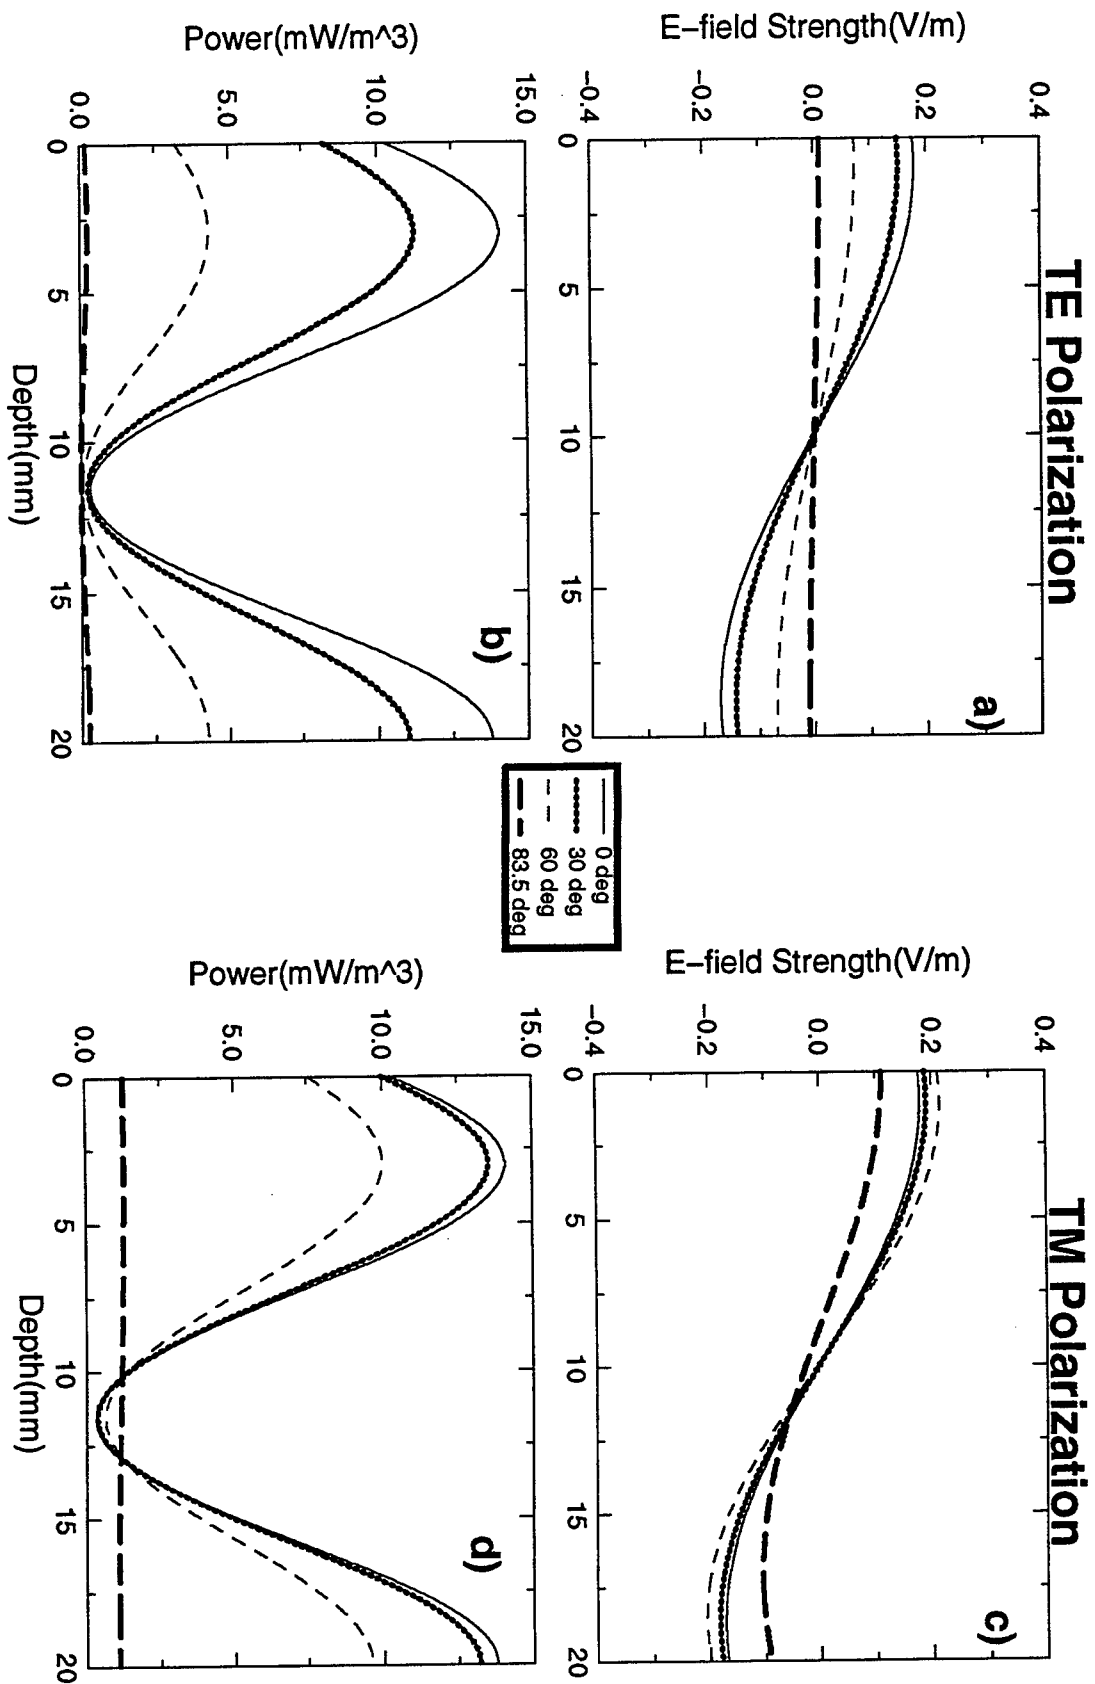 TE Polarization
E-field Strength(V/m)
0.4
0.2
0.0
-0.2
-0.4
0
5
10
15
20
a)
Power(mW/m^3)
15.0
10.0
5.0
0.0
0
5
10
15
20
Depth(mm)
b)
0 deg
30 deg
60 deg
83.5 deg
TM Polarization
E-field Strength(V/m)
0.4
0.2
0.0
-0.2
-0.4
0
5
10
15
20
c)
Power(mW/m^3)
15.0
10.0
5.0
0.0
0
5
10
15
20
Depth(mm)
d)